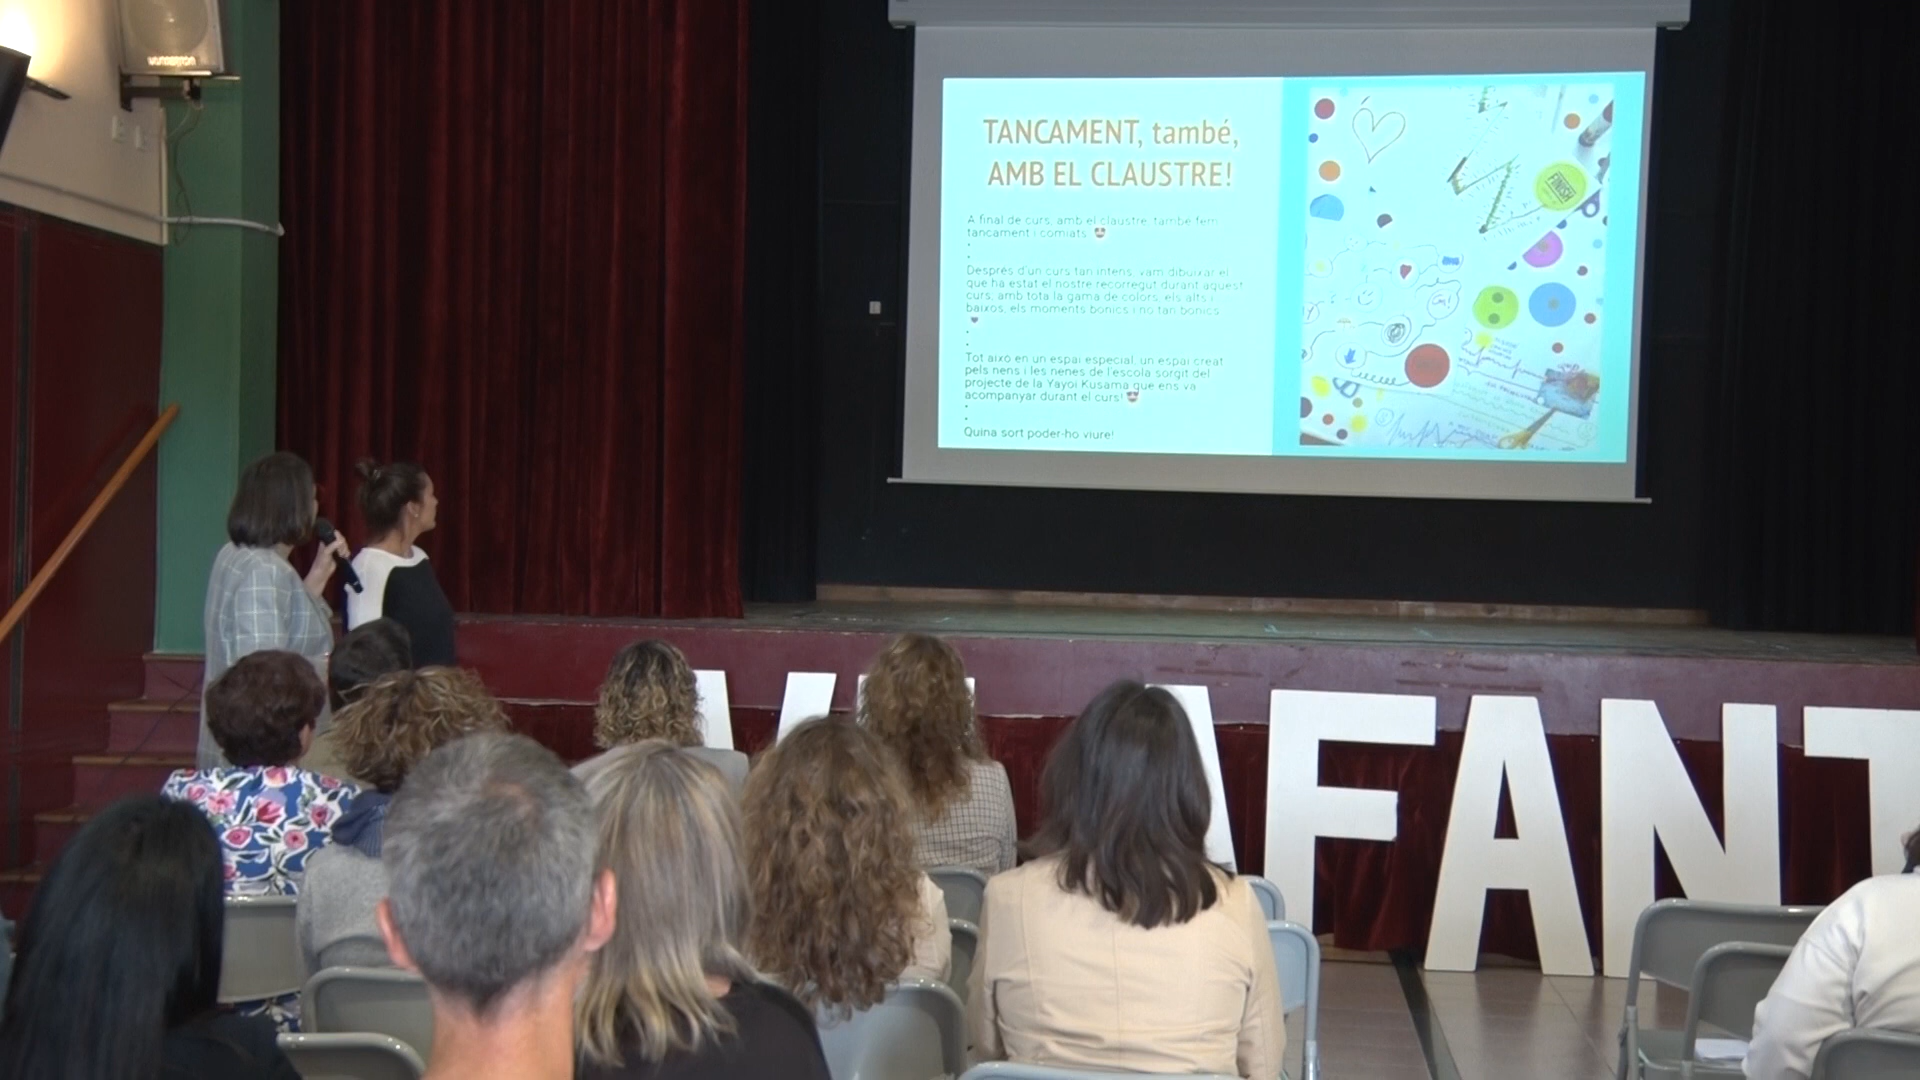 TANCAMENT, també,
AMB EL CLAUSTRE!
A final de curs, amb el claustre, també fem
tancament i comiats. 😍
Després d'un curs tan intens, vam dibuixar el
que ha estat el nostre recorregut durant aquest
curs, amb tota la gama de colors, els alts i
baixos, els moments bonics i no tan bonics
Tot això en un espai especial, un espai creat
pels nens i les nenes de l'escola sorgit del
projecte de la Yayoi Kusama que ens va
acompanyar durant el curs! 😍
Quina sort poder-ho viure!
FINISH
AFANT